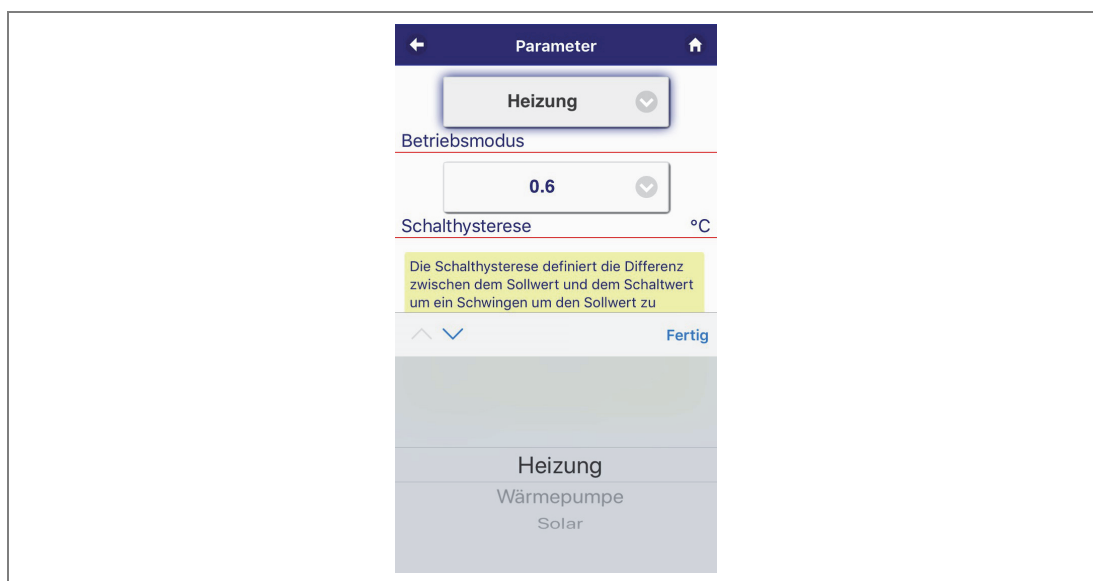 Parameter
Heizung
Betriebsmodus
0.6
Schalthysterese °C
Die Schalthysterese definiert die Differenz
zwischen dem Sollwert und dem Schaltwert
um ein Schwingen um den Sollwert zu
Fertig
Heizung
Wärmepumpe
Solar